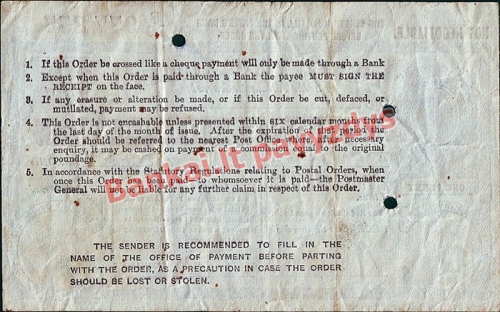 1. If this Order be crossed like a cheque, payment will only be made through a Bank
2. Except when this Order is paid through a Bank the payee MUST SIGN THE
RECEIPT on the face.
3. If any erasure or alteration be made, or if this Order be cut, defaced, or
mutilated, payment may be refused.
4. This Order is not encashable unless presented within SIX calendar months from
the last day of the month of issue. After the expiration of that period the
Order should be referred to the nearest Post Office, when, after necessary
enquiry, it may be cashed on payment of a commission equal to the original
poundage.
5. In accordance with the Statutory Regulations relating to Postal Orders, when
once this Order has been paid—to whomsoever it is paid—the Postmaster
General will not be liable for any further claim in respect of this Order.
Bankai.lt pavyzdys
THE SENDER IS RECOMMENDED TO FILL IN THE
NAME OF THE OFFICE OF PAYMENT BEFORE PARTING
WITH THE ORDER, AS A PRECAUTION IN CASE THE ORDER
SHOULD BE LOST OR STOLEN.